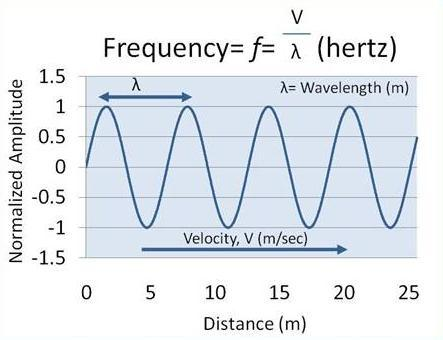 V
Frequency= f= λ (hertz)
1.5
λ
λ= Wavelength (m)
1
0.5
0
-0.5
-1
Velocity, V (m/sec)
-1.5
Normalized Amplitude
0 5 10 15 20 25
Distance (m)